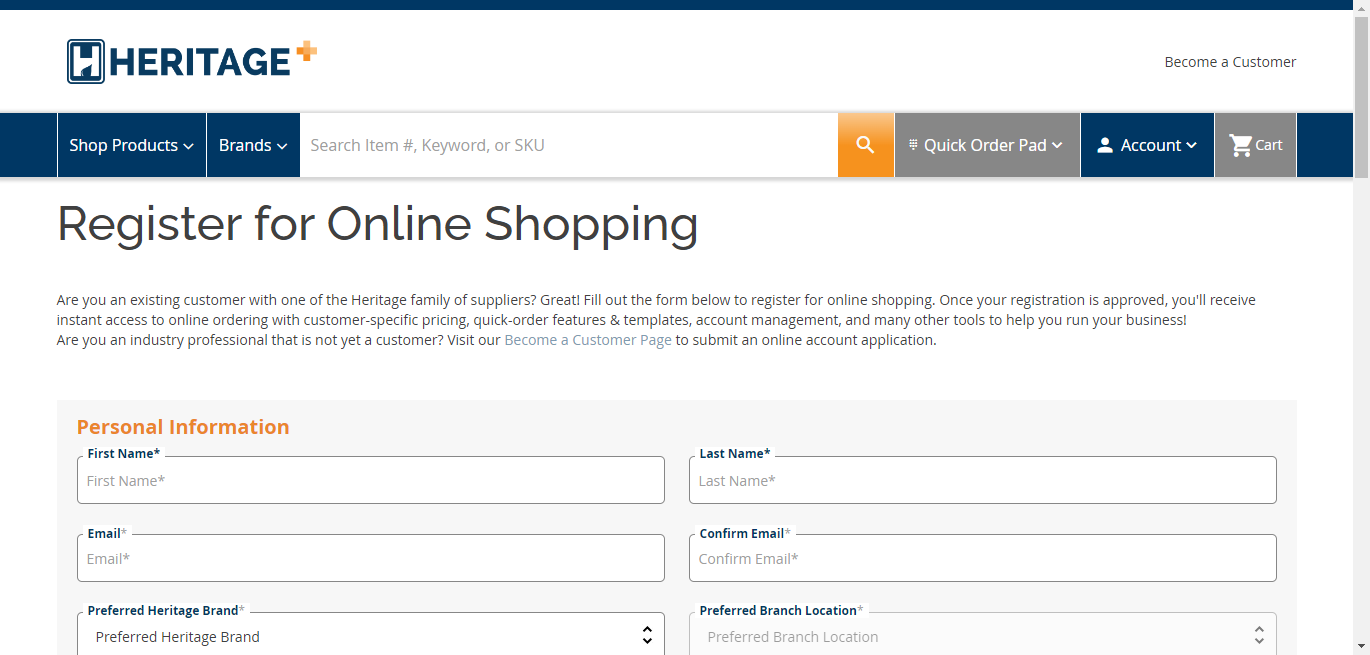 HERITAGE+
Become a Customer
Shop Products
Brands
Search Item #, Keyword, or SKU
Quick Order Pad
Account
Cart
Register for Online Shopping
Are you an existing customer with one of the Heritage family of suppliers? Great! Fill out the form below to register for online shopping. Once your registration is approved, you'll receive
instant access to online ordering with customer-specific pricing, quick-order features & templates, account management, and many other tools to help you run your business!
Are you an industry professional that is not yet a customer? Visit our Become a Customer Page to submit an online account application.
Personal Information
First Name*
First Name*
Last Name*
Last Name*
Email*
Email*
Confirm Email*
Confirm Email*
Preferred Heritage Brand*
Preferred Heritage Brand
Preferred Branch Location*
Preferred Branch Location